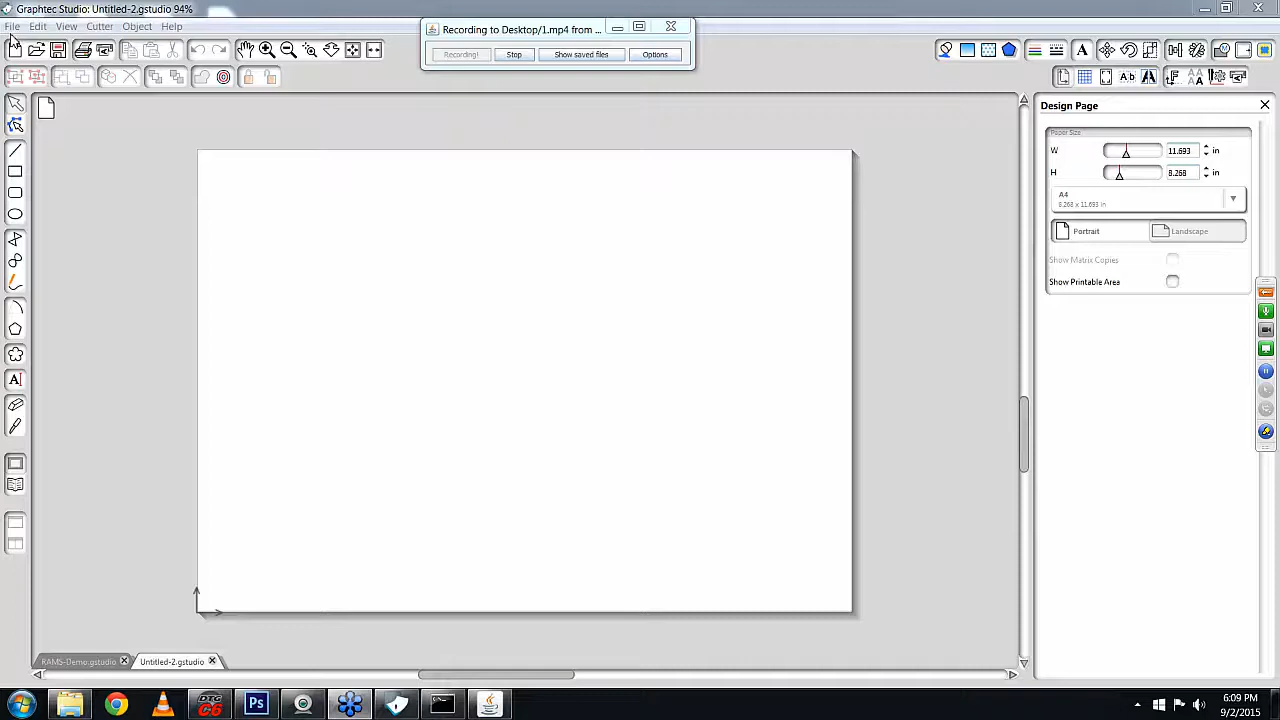 Graphtec Studio: Untitled-2.gstudio 94%
File Edit View Cutter Object Help
Recording to Desktop/1.mp4 from ...
Recording! Stop Show saved files Options
Design Page
Paper Size
W 11.693 in
H 8.268 in
A4
8.268 x 11.693 in
Portrait Landscape
Show Matrix Copies
Show Printable Area
RAMS-Demo.gstudio Untitled-2.gstudio
Ps
6:09 PM
9/2/2015